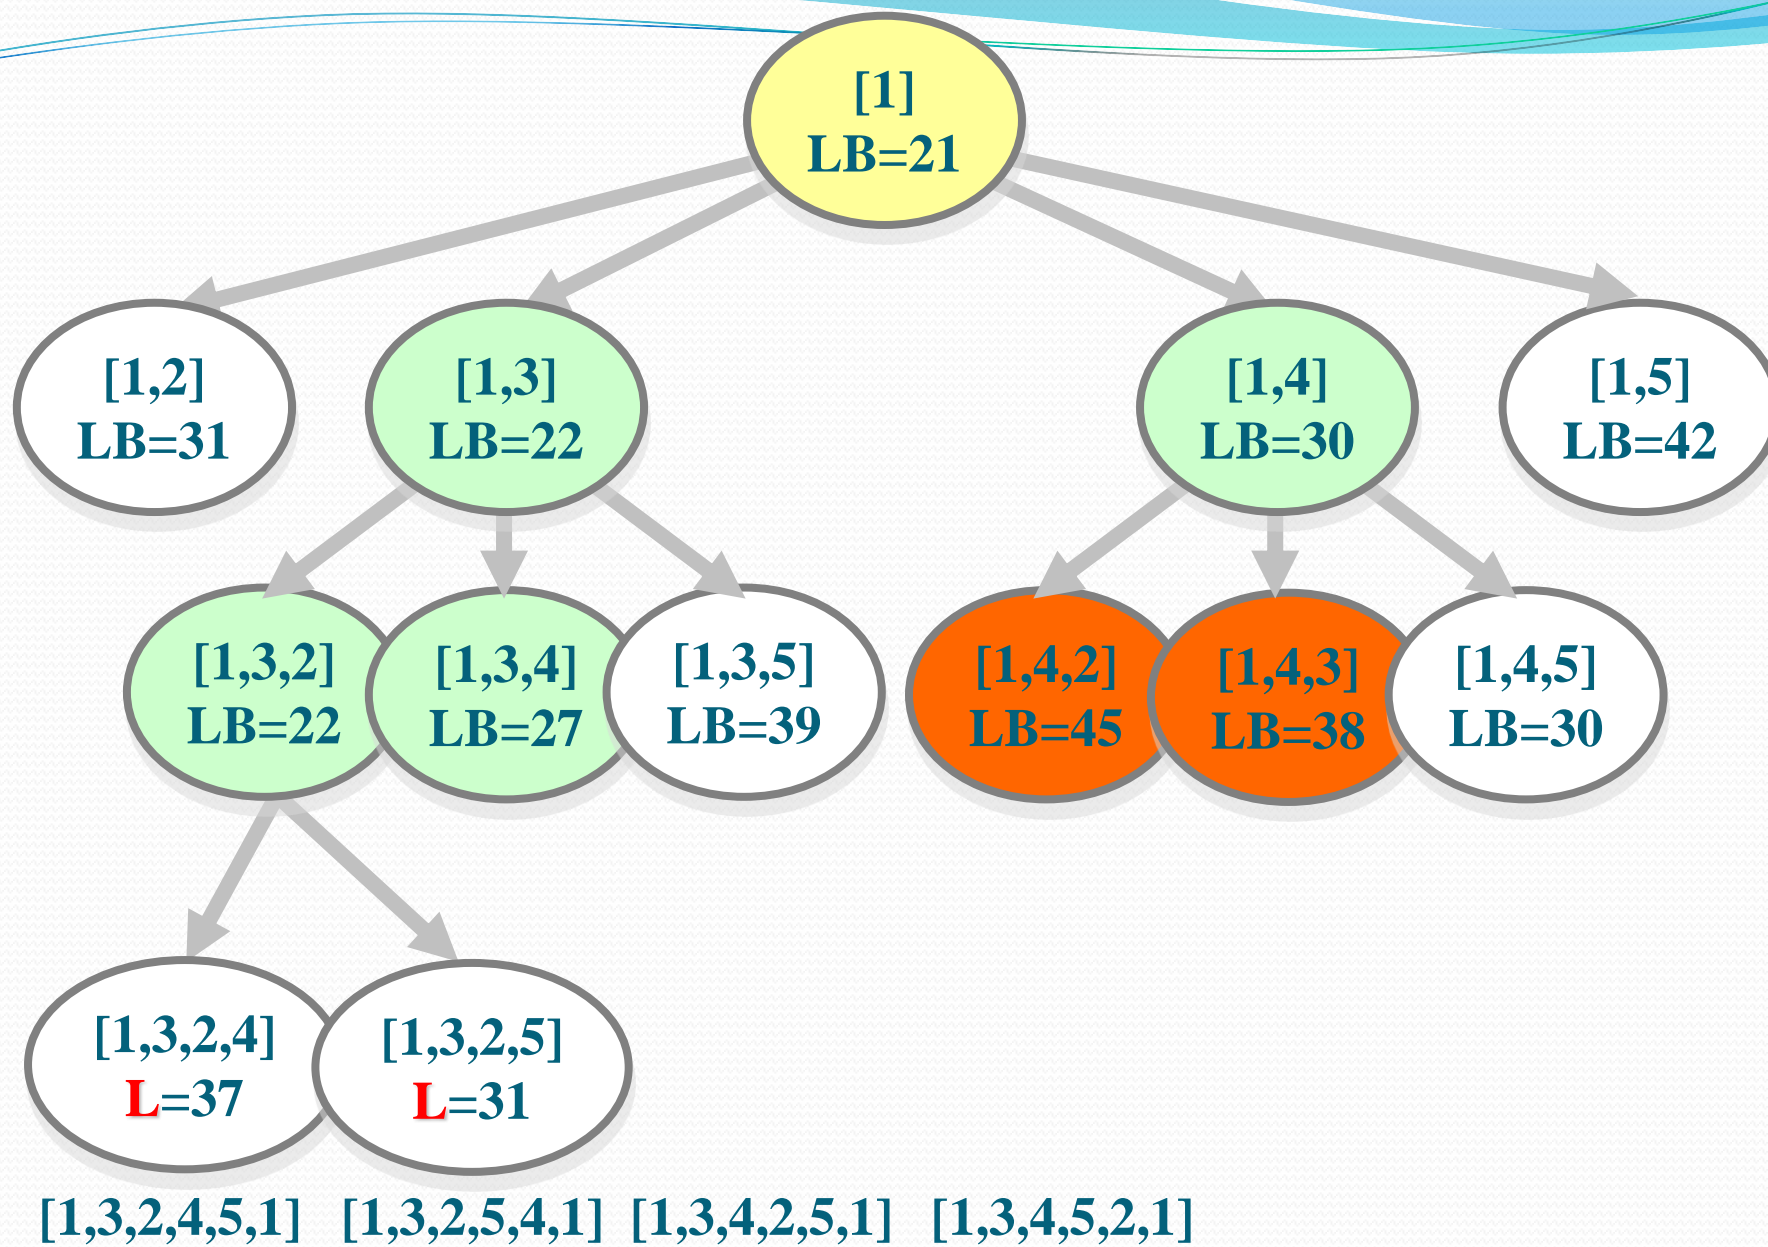 [1]
LB=21
[1,2]
LB=31
[1,3]
LB=22
[1,4]
LB=30
[1,5]
LB=42
[1,3,2]
LB=22
[1,3,4]
LB=27
[1,3,5]
LB=39
[1,4,2]
LB=45
[1,4,3]
LB=38
[1,4,5]
LB=30
[1,3,2,4]
L=37
[1,3,2,5]
L=31
[1,3,2,4,5,1] [1,3,2,5,4,1] [1,3,4,2,5,1] [1,3,4,5,2,1]